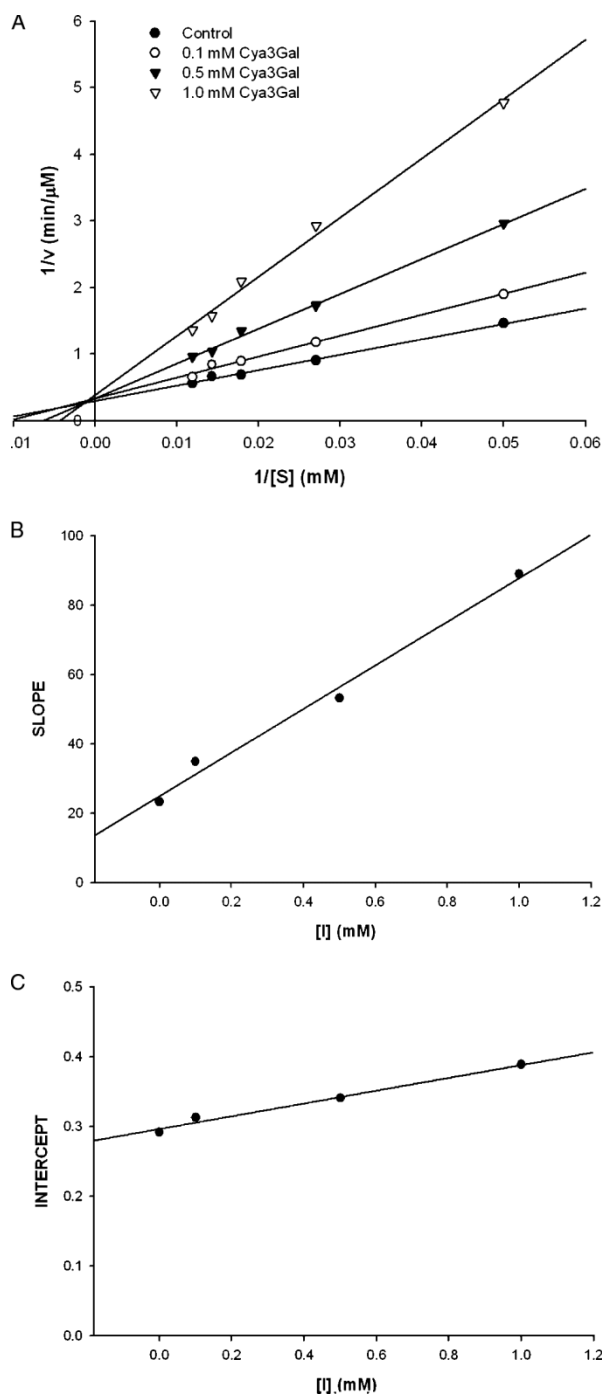 A
Control
0.1 mM Cya3Gal
0.5 mM Cya3Gal
1.0 mM Cya3Gal
6
5
4
3
2
1
0
1/v (min/μM)
.01 0.00 0.01 0.02 0.03 0.04 0.05 0.06
1/[S] (mM)
B
100
80
60
40
20
0
SLOPE
0.0 0.2 0.4 0.6 0.8 1.0 1.2
[I] (mM)
C
0.5
0.4
0.3
0.2
0.1
0.0
INTERCEPT
0.0 0.2 0.4 0.6 0.8 1.0 1.2
[I] (mM)